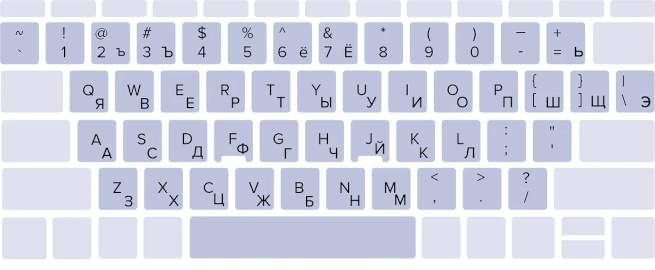 ~ ! @ # $ % ^ & * ( ) — +
` 1 2 ъ 3 Ъ 4 5 6 ё 7 Ё 8 9 0 - = ь
Q Я W В E Е R Р T Т Y Ы U У I И O О P П { [ Ш } ] Щ | \ Э
A А S С D Д F Ф G Г H Ч J Й K К L Л : ; " '
Z З X Х C Ц V Ж B Б N Н M М < , > . ? /